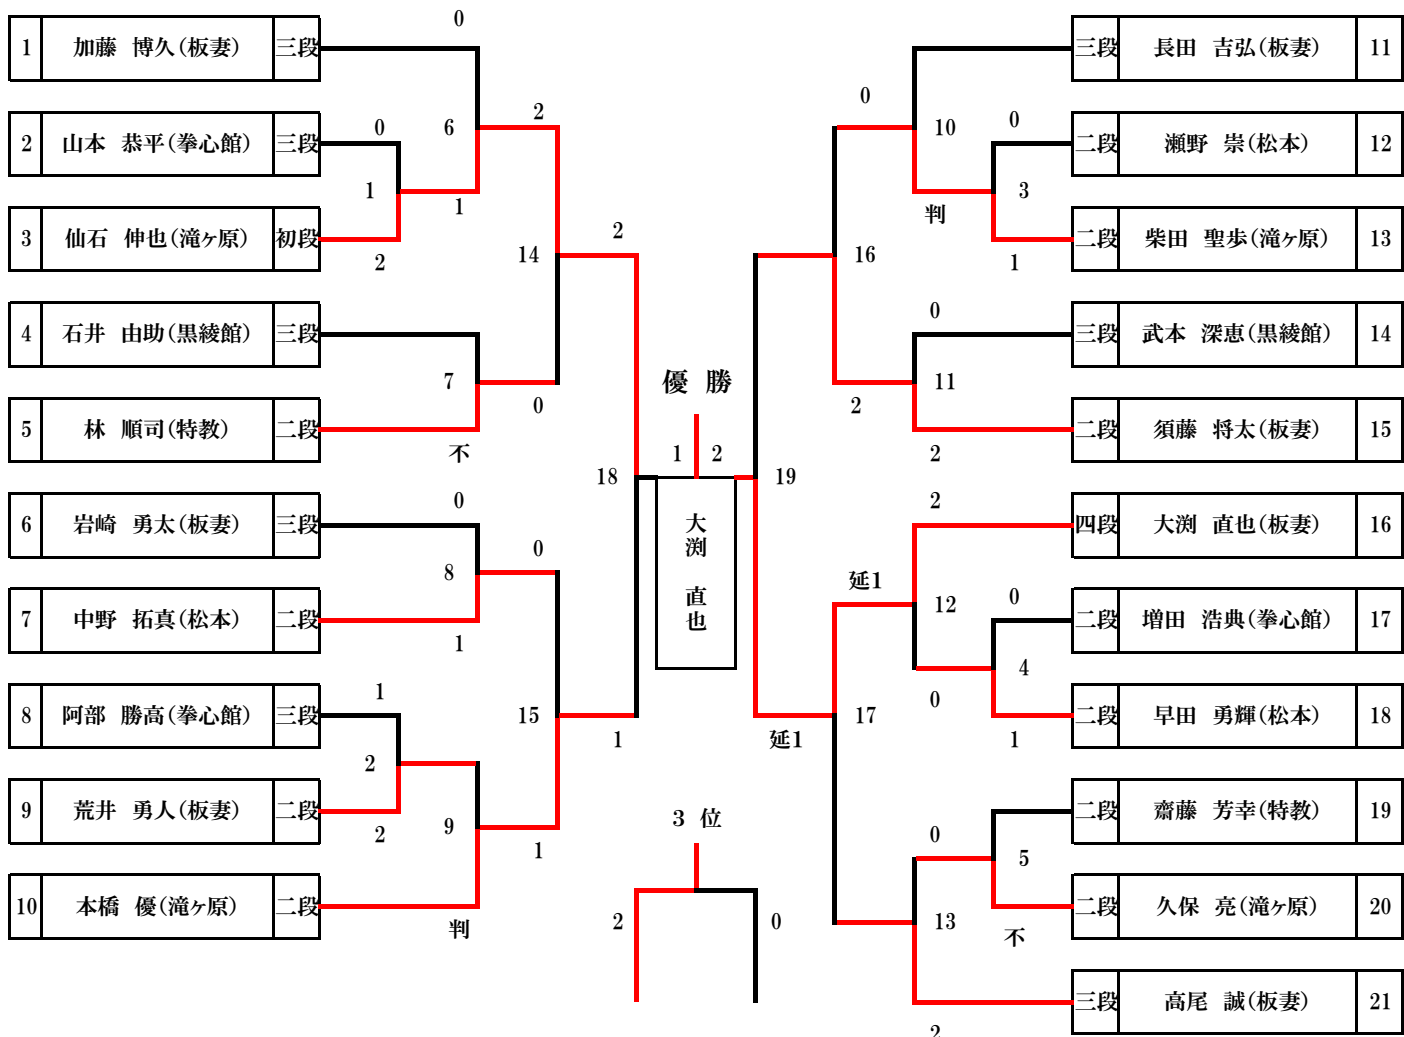 1 加藤 博久(板妻) 三段
2 山本 恭平(拳心館) 三段
3 仙石 伸也(滝ヶ原) 初段
4 石井 由助(黒綾館) 三段
5 林 順司(特教) 二段
6 岩崎 勇太(板妻) 三段
7 中野 拓真(松本) 二段
8 阿部 勝高(拳心館) 三段
9 荒井 勇人(板妻) 二段
10 本橋 優(滝ヶ原) 二段
0
0
6
2
1
1
2
2
14
7
0
不
0
0
8
1
1
15
2
1
2
9
1
判
18
優 勝
1 2
大渕 直也
19
3 位
2 0
0
10
0
3
判
1
16
0
11
2
2
2
延1
12
0
4
0
1
延1
17
0
5
13
不
2
三段 長田 吉弘(板妻) 11
二段 瀬野 崇(松本) 12
二段 柴田 聖歩(滝ヶ原) 13
三段 武本 深恵(黒綾館) 14
二段 須藤 将太(板妻) 15
四段 大渕 直也(板妻) 16
二段 増田 浩典(拳心館) 17
二段 早田 勇輝(松本) 18
二段 齋藤 芳幸(特教) 19
二段 久保 亮(滝ヶ原) 20
三段 高尾 誠(板妻) 21